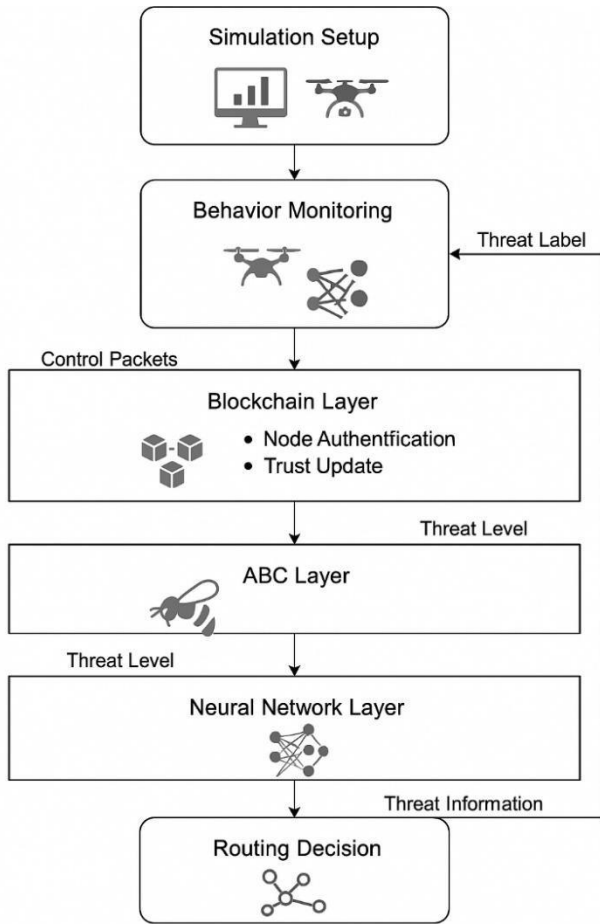 Simulation Setup
Behavior Monitoring
Threat Label
Control Packets
Blockchain Layer
• Node Authentfication
• Trust Update
Threat Level
ABC Layer
Threat Level
Neural Network Layer
Threat Information
Routing Decision